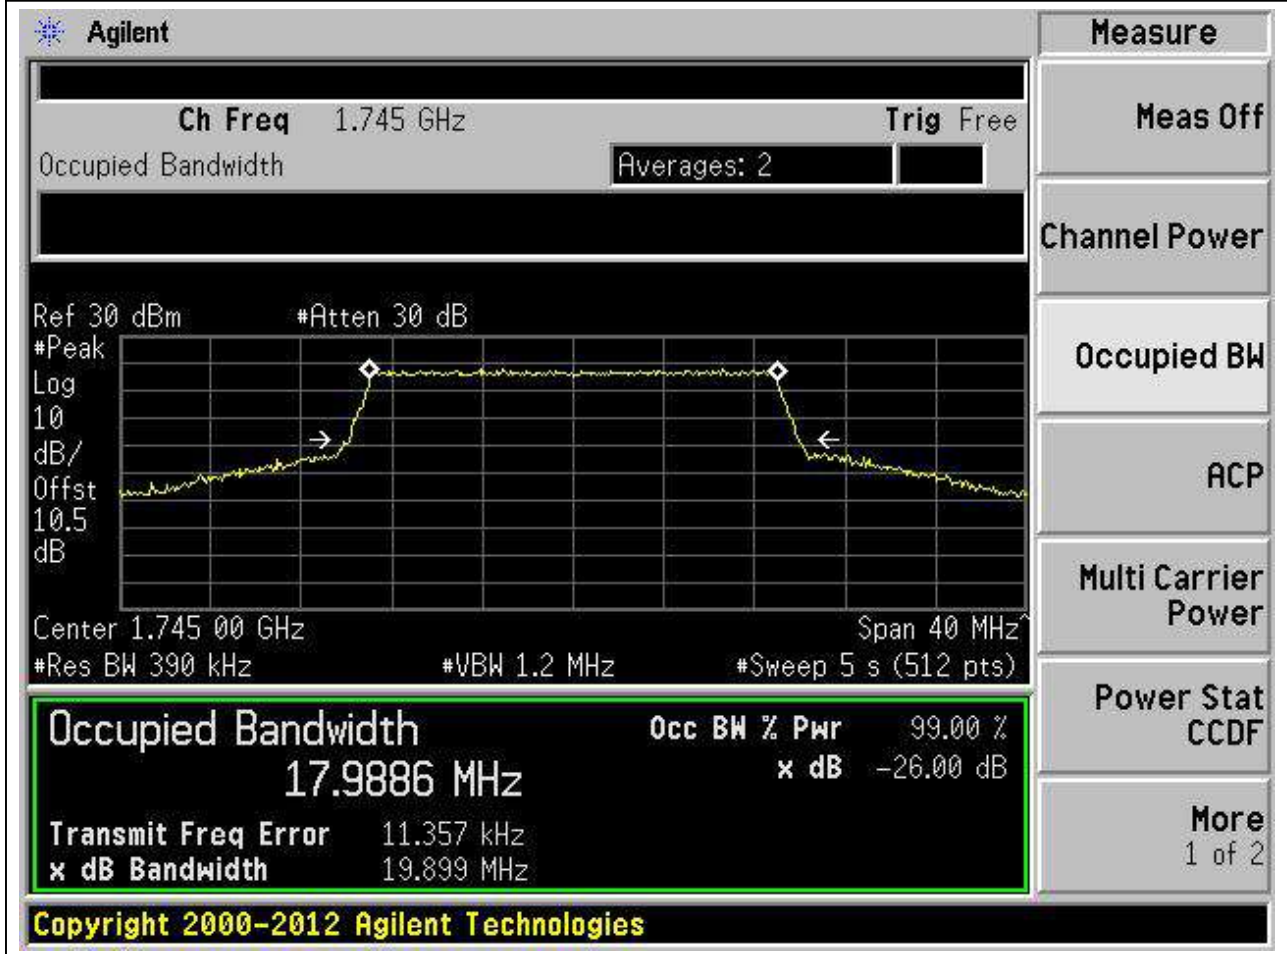 Agilent
Measure
Ch Freq 1.745 GHz Trig Free
Occupied Bandwidth Averages: 2
Meas Off
Channel Power
Occupied BW
ACP
Multi Carrier
Power
Power Stat
CCDF
More
1 of 2
Ref 30 dBm #Atten 30 dB
#Peak
Log
10
dB/
Offst
10.5
dB
Center 1.745 00 GHz Span 40 MHz^
#Res BW 390 kHz #VBW 1.2 MHz #Sweep 5 s (512 pts)
Occupied Bandwidth Occ BW % Pwr 99.00 %
17.9886 MHz x dB -26.00 dB
Transmit Freq Error 11.357 kHz
x dB Bandwidth 19.899 MHz
Copyright 2000-2012 Agilent Technologies